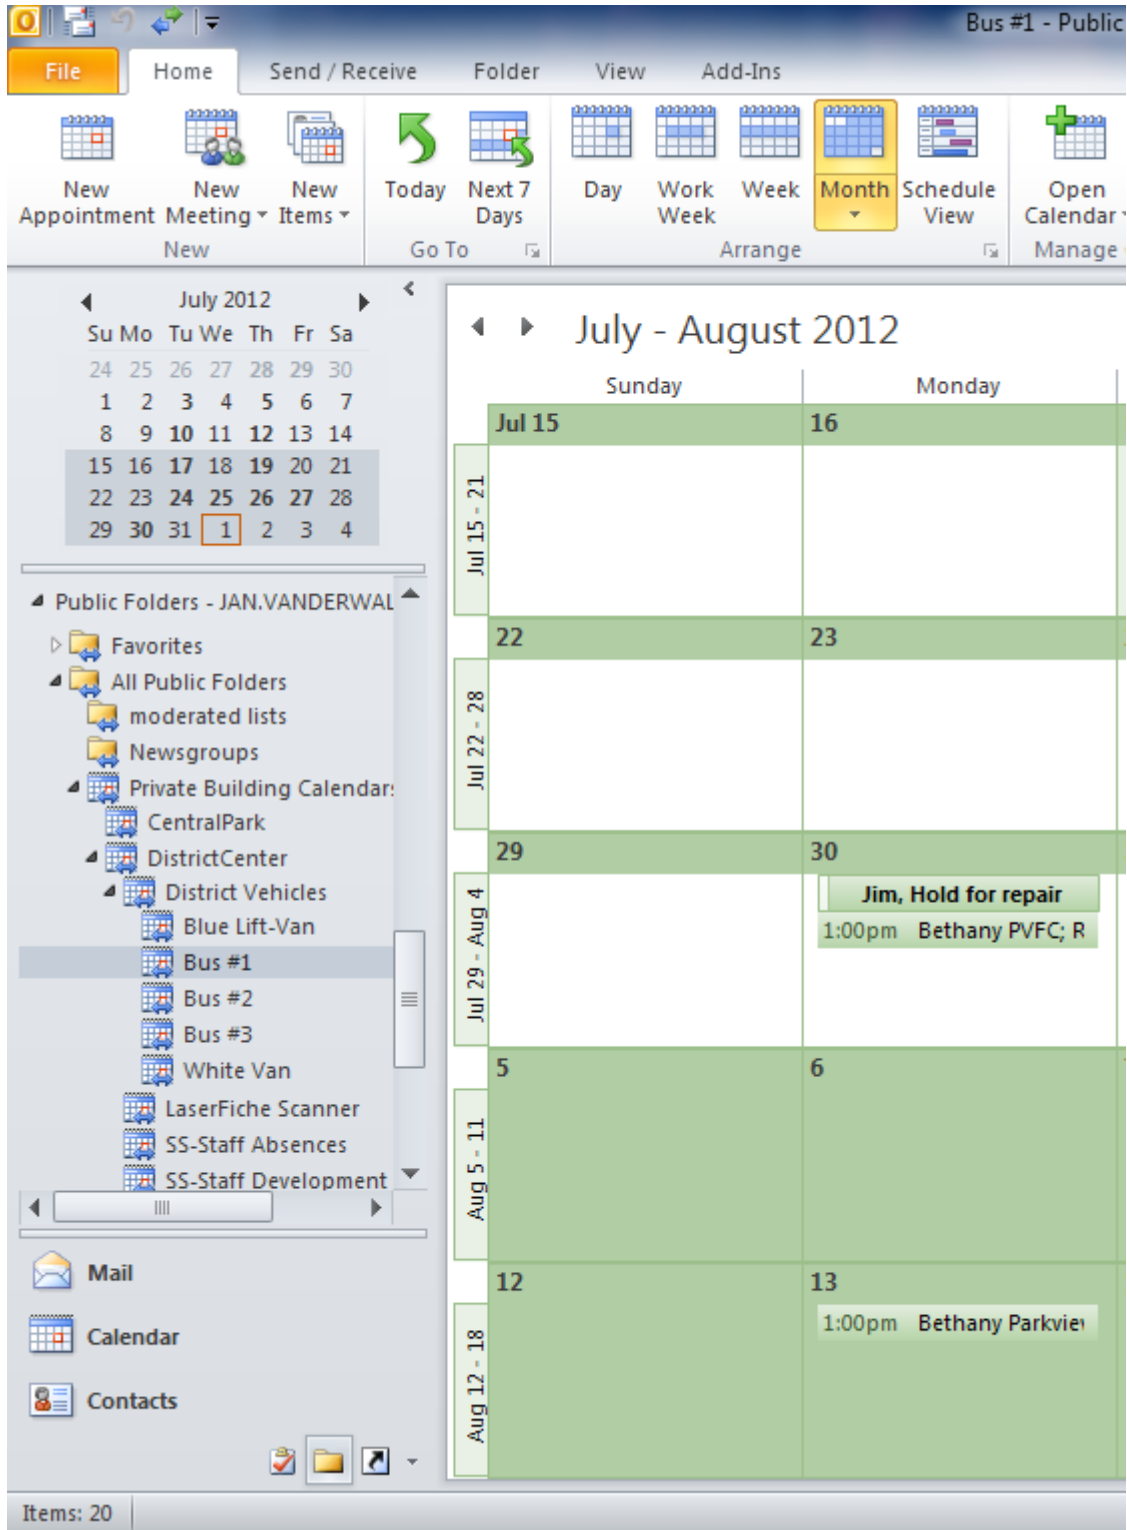 Bus #1 - Public
File Home Send / Receive Folder View Add-Ins
New Appointment
New Meeting
New Items
Today
Next 7 Days
Day
Work Week
Week
Month
Schedule View
Open Calendar
New
Go To
Arrange
Manage
July 2012
Su Mo Tu We Th Fr Sa
24 25 26 27 28 29 30
1 2 3 4 5 6 7
8 9 10 11 12 13 14
15 16 17 18 19 20 21
22 23 24 25 26 27 28
29 30 31 1 2 3 4
Public Folders - JAN.VANDERWAL
Favorites
All Public Folders
moderated lists
Newsgroups
Private Building Calendars
CentralPark
DistrictCenter
District Vehicles
Blue Lift-Van
Bus #1
Bus #2
Bus #3
White Van
LaserFiche Scanner
SS-Staff Absences
SS-Staff Development
Mail
Calendar
Contacts
July - August 2012
Sunday Monday
Jul 15 - 21
Jul 15 16
Jul 22 - 28
22 23
Jul 29 - Aug 4
29 30
Jim, Hold for repair
1:00pm Bethany PVFC; R
Aug 5 - 11
5 6
Aug 12 - 18
12 13
1:00pm Bethany Parkview
Items: 20